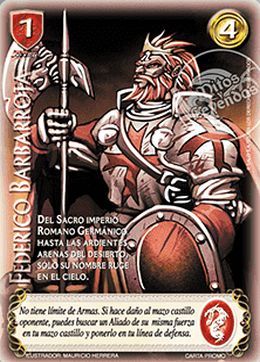 1
4
Mitos y Leyendas
FEDERICO BARBARROJA
DEL SACRO IMPERIO
ROMANO GERMÁNICO,
HASTA LAS ARDIENTES
ARENAS DEL DESIERTO,
SOLO SU NOMBRE RUGE
EN EL CIELO.
No tiene límite de Armas. Si hace daño al mazo castillo
oponente, puedes buscar un Aliado de su misma fuerza
en tu mazo castillo y ponerlo en tu línea de defensa.
ILUSTRADOR: MAURICIO HERRERA
CARTA PROMO